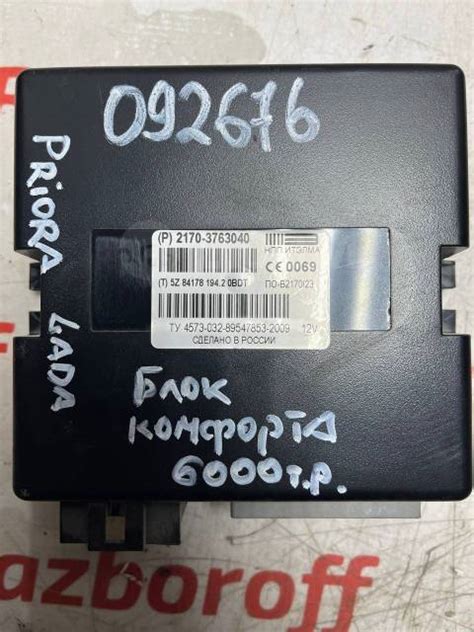 092676
PRIORA LADA
(P) 2170-3763040
НПП ИТЭЛМА
CE 0069
(T) 5Z 84178 194.2 0BDT
ПО-Б2170/23
ТУ 4573-032-89547853-2009 12V
СДЕЛАНО В РОССИИ
БЛОК
КОМФОРТА
6000т.р.
azboroff